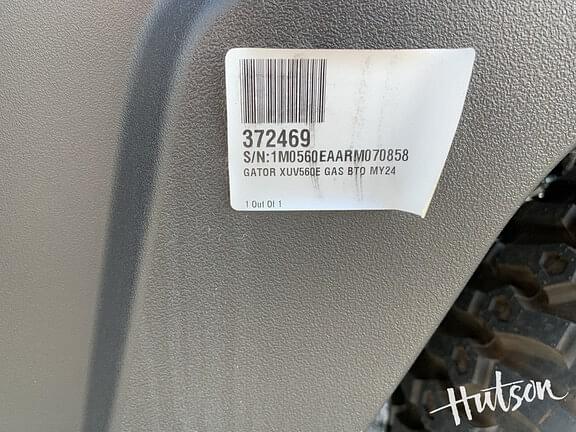 372469
S/N:1M0560EAARM070858
GATOR XUV560E GAS BTO MY24
1 Out Of 1
Hutson